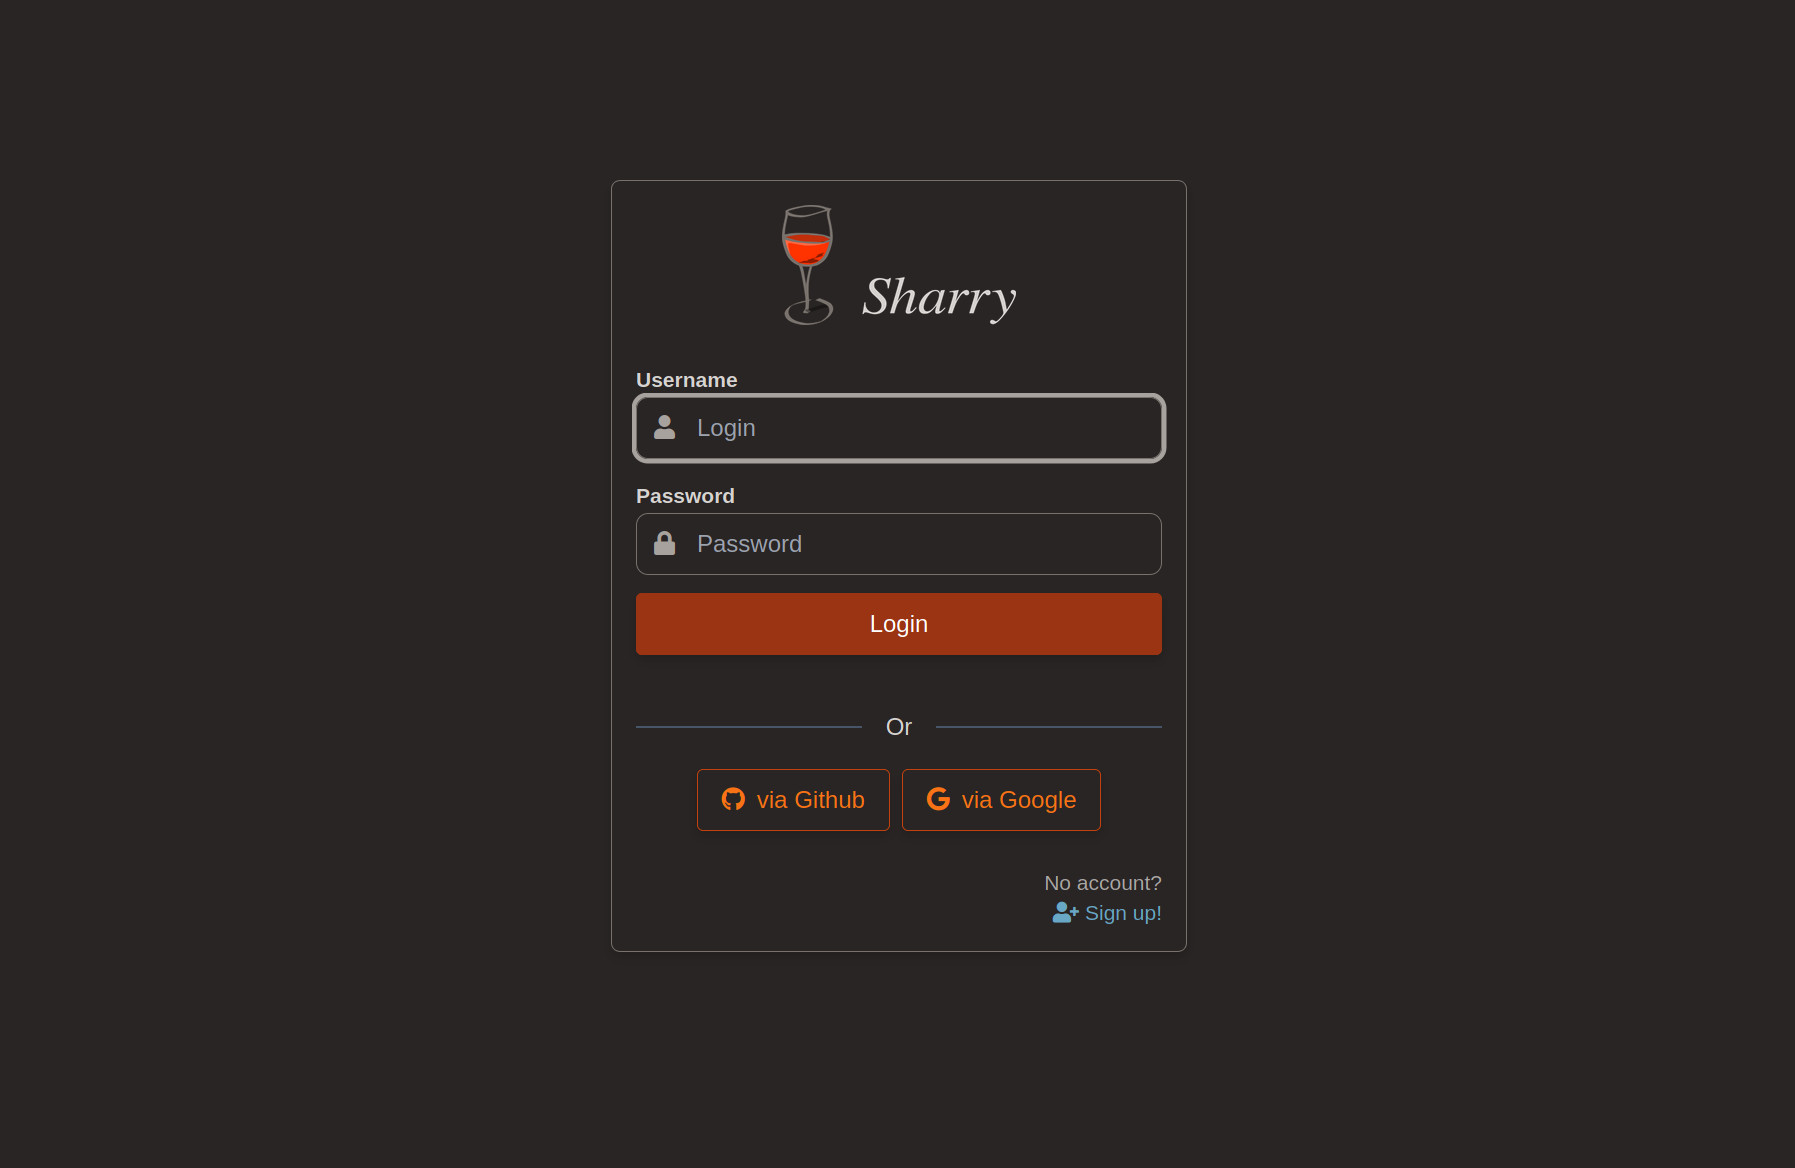 Sharry
Username
Login
Password
Password
Login
Or
via Github
via Google
No account?
Sign up!